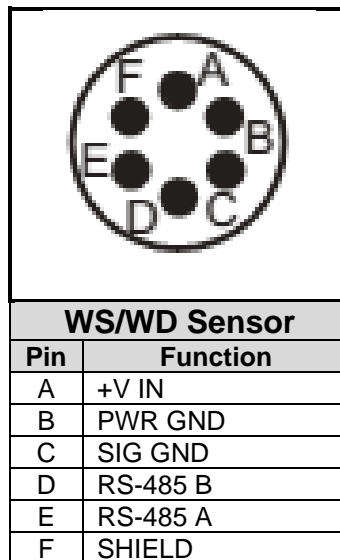 F A
E B
D C
WS/WD Sensor
Pin Function
A +V IN
B PWR GND
C SIG GND
D RS-485 B
E RS-485 A
F SHIELD